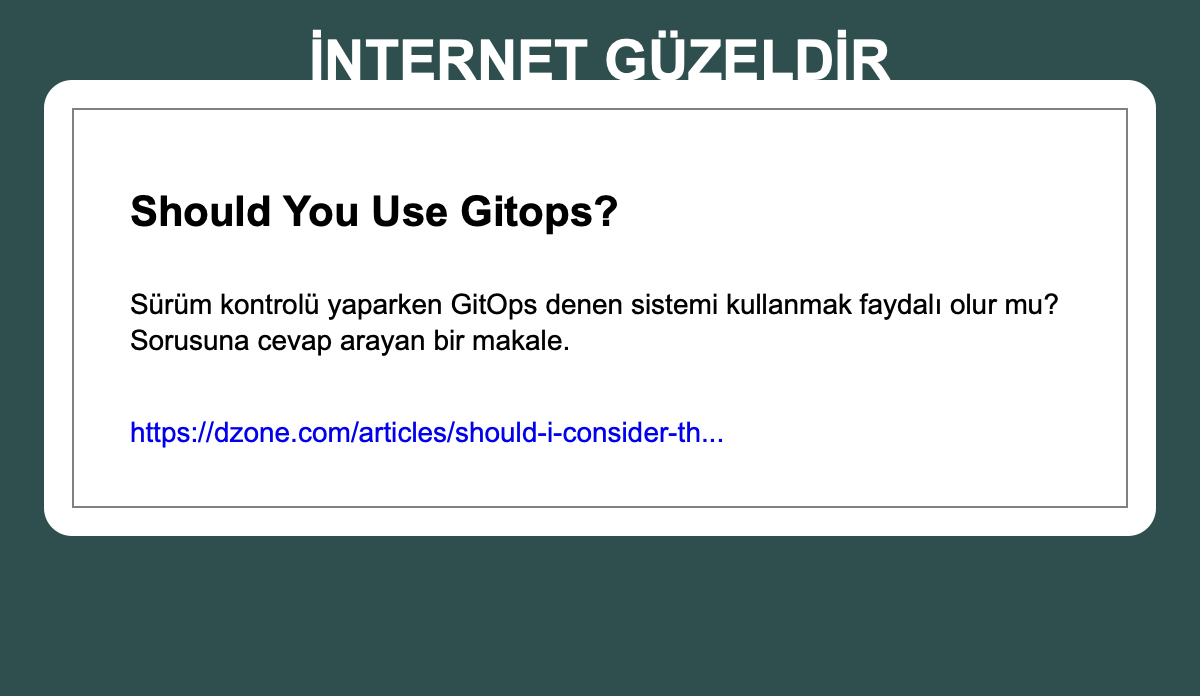 İNTERNET GÜZELDİR
Should You Use Gitops?
Sürüm kontrolü yaparken GitOps denen sistemi kullanmak faydalı olur mu?
Sorusuna cevap arayan bir makale.
https://dzone.com/articles/should-i-consider-th...